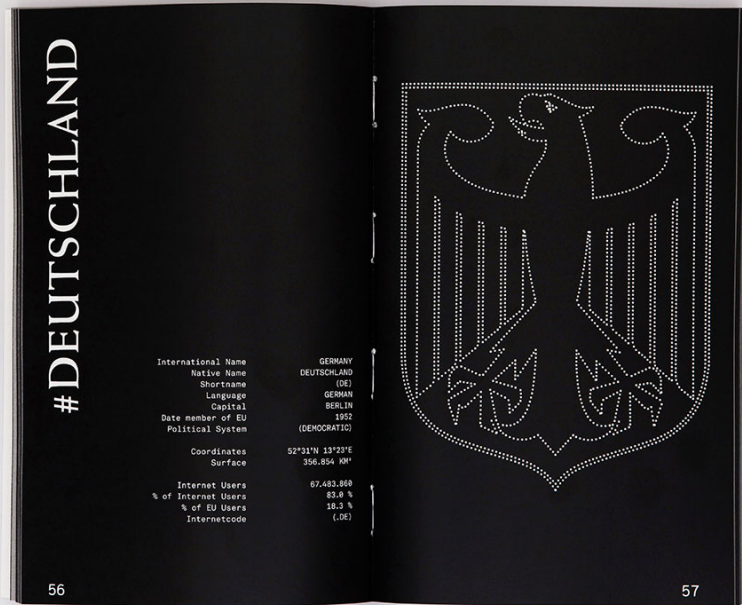 #DEUTSCHLAND
International Name GERMANY
Native Name DEUTSCHLAND
Shortname (DE)
Language GERMAN
Capital BERLIN
Date member of EU 1952
Political System (DEMOCRATIC)
Coordinates 52°31'N 13°23'E
Surface 356.854 KM²
Internet Users 67.483.860
% of Internet Users 83.0 %
% of EU Users 18.3 %
Internetcode (.DE)
56
57